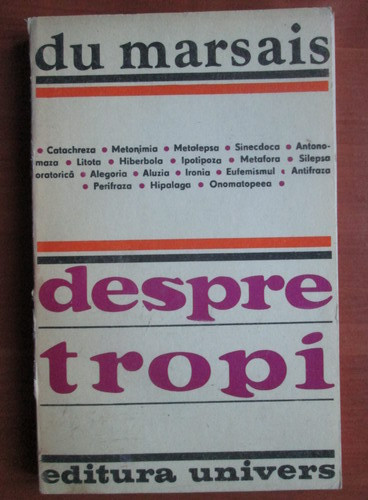 du marsais
• Catachreza • Metonimia • Metalepsa • Sinecdoca • Antono-
maza • Litota • Hiberbola • Ipotipoza • Metafora • Silepsa
oratorică • Alegoria • Aluzia • Ironia • Eufemismul • Antifraza
• Perifraza • Hipalaga • Onomatopeea •
despre
tropi
editura univers